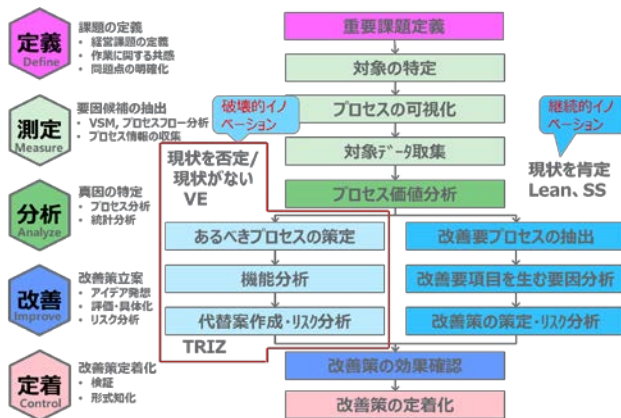 定義
Define
課題の定義
• 経営課題の定義
• 作業に関する共感
• 問題点の明確化
測定
Measure
要因候補の抽出
• VSM, プロセスフロー分析
• プロセス情報の収集
分析
Analyze
真因の特定
• プロセス分析
• 統計分析
改善
Improve
改善策立案
• アイデア発想
• 評価・具体化
• リスク分析
定着
Control
改善策定着化
• 検証
• 形式知化
重要課題定義
対象の特定
プロセスの可視化
対象ﾃﾞｰﾀ取集
プロセス価値分析
破壊的イノ
ベーション
現状を否定/
現状がない
VE
継続的イノ
ベーション
現状を肯定
Lean、SS
あるべきプロセスの策定
機能分析
代替案作成・ﾘｽｸ分析
TRIZ
改善要プロセスの抽出
改善要項目を生む要因分析
改善策の策定・ﾘｽｸ分析
改善策の効果確認
改善策の定着化